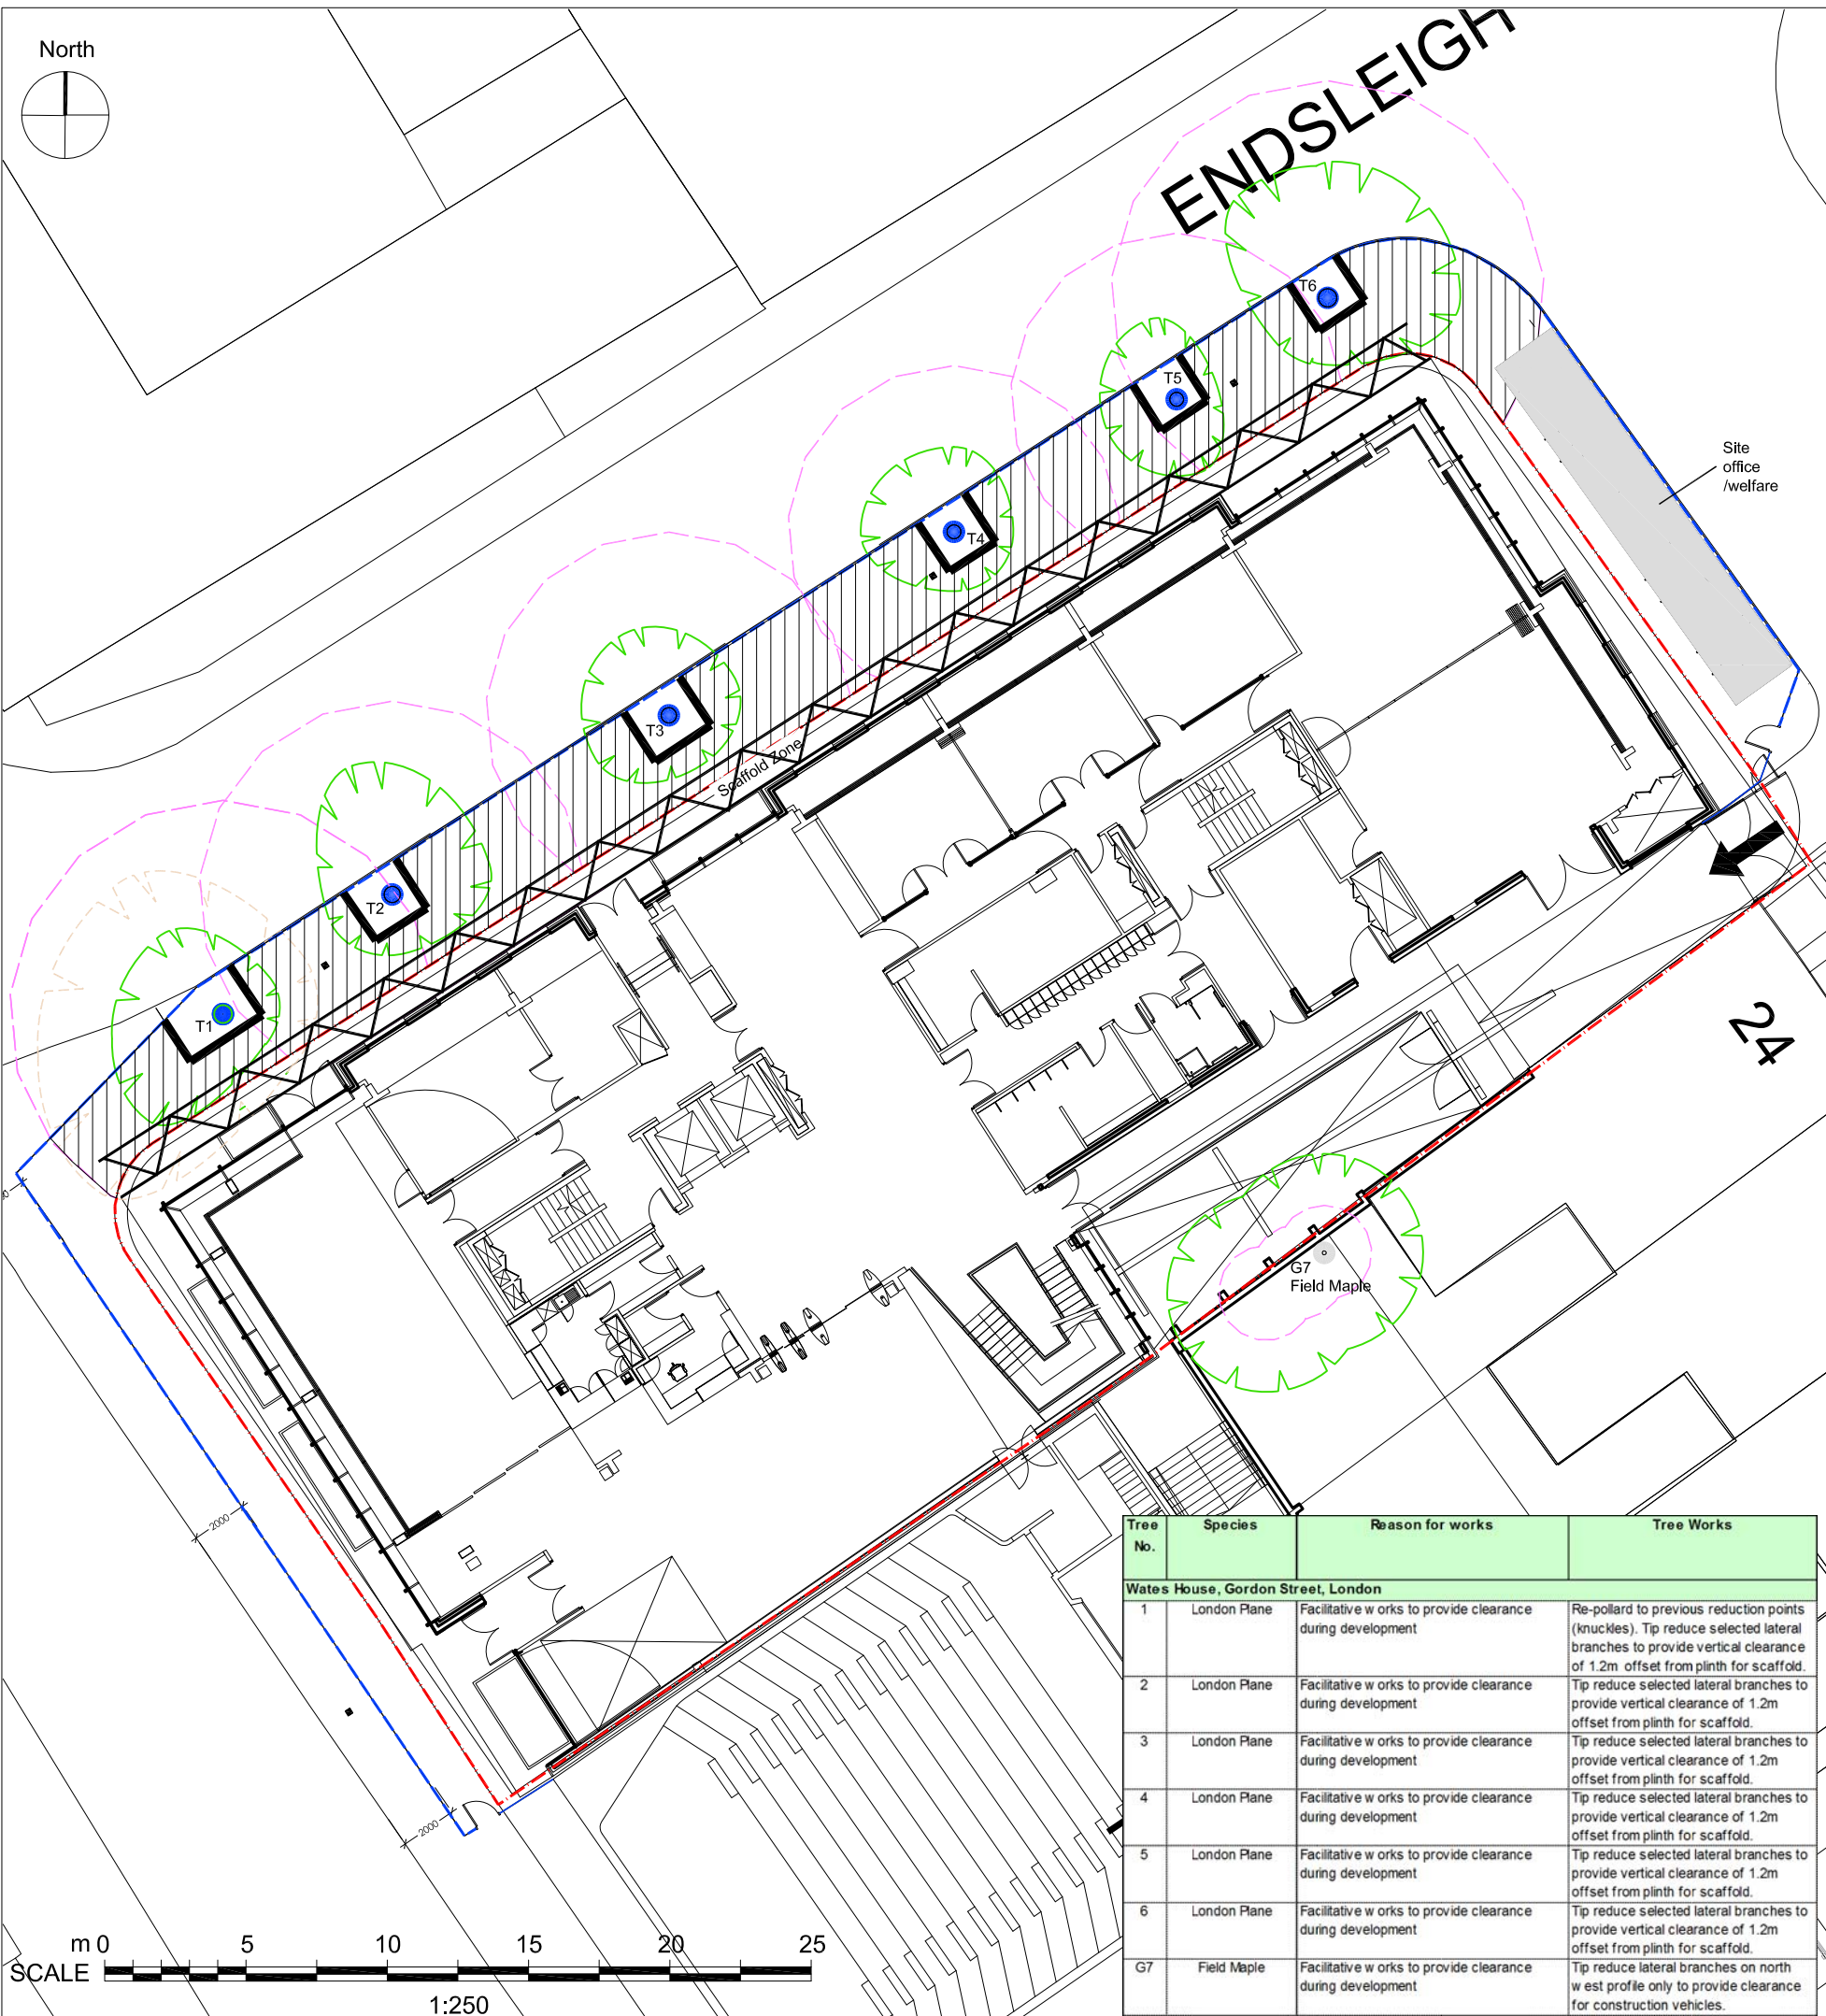 North
ENDSLEIGH
T6
T5
Site
office
/welfare
T4
T3
Scaffold Zone
T2
T1
24
G7
Field Maple
2000
2000
Tree No. Species Reason for works Tree Works
Wates House, Gordon Street, London
1 London Plane Facilitative works to provide clearance during development Re-pollard to previous reduction points (knuckles). Tip reduce selected lateral branches to provide vertical clearance of 1.2m offset from plinth for scaffold.
2 London Plane Facilitative works to provide clearance during development Tip reduce selected lateral branches to provide vertical clearance of 1.2m offset from plinth for scaffold.
3 London Plane Facilitative works to provide clearance during development Tip reduce selected lateral branches to provide vertical clearance of 1.2m offset from plinth for scaffold.
4 London Plane Facilitative works to provide clearance during development Tip reduce selected lateral branches to provide vertical clearance of 1.2m offset from plinth for scaffold.
5 London Plane Facilitative works to provide clearance during development Tip reduce selected lateral branches to provide vertical clearance of 1.2m offset from plinth for scaffold.
6 London Plane Facilitative works to provide clearance during development Tip reduce selected lateral branches to provide vertical clearance of 1.2m offset from plinth for scaffold.
G7 Field Maple Facilitative works to provide clearance during development Tip reduce lateral branches on north west profile only to provide clearance for construction vehicles.
m 0 5 10 15 20 25
SCALE
1:250